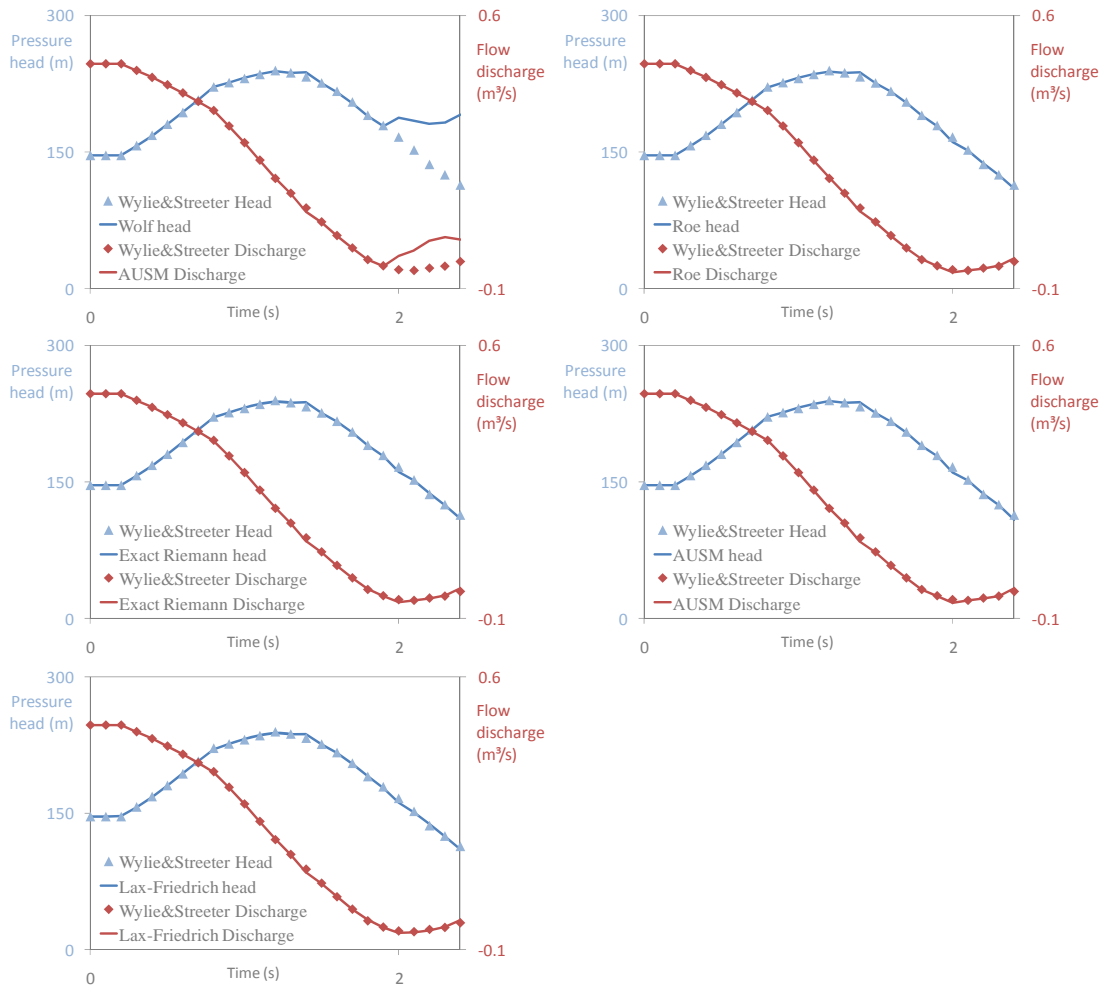 300
0.6
Pressure
head (m)
Flow
discharge
(m³/s)
150
Wylie&Streeter Head
Wolf head
Wylie&Streeter Discharge
AUSM Discharge
0
-0.1
0
Time (s)
2
300
0.6
Pressure
head (m)
Flow
discharge
(m³/s)
150
Wylie&Streeter Head
Roe head
Wylie&Streeter Discharge
Roe Discharge
0
-0.1
0
Time (s)
2
300
0.6
Pressure
head (m)
Flow
discharge
(m³/s)
150
Wylie&Streeter Head
Exact Riemann head
Wylie&Streeter Discharge
Exact Riemann Discharge
0
-0.1
0
Time (s)
2
300
0.6
Pressure
head (m)
Flow
discharge
(m³/s)
150
Wylie&Streeter Head
AUSM head
Wylie&Streeter Discharge
AUSM Discharge
0
-0.1
0
Time (s)
2
300
0.6
Pressure
head (m)
Flow
discharge
(m³/s)
150
Wylie&Streeter Head
Lax-Friedrich head
Wylie&Streeter Discharge
Lax-Friedrich Discharge
0
-0.1
0
Time (s)
2